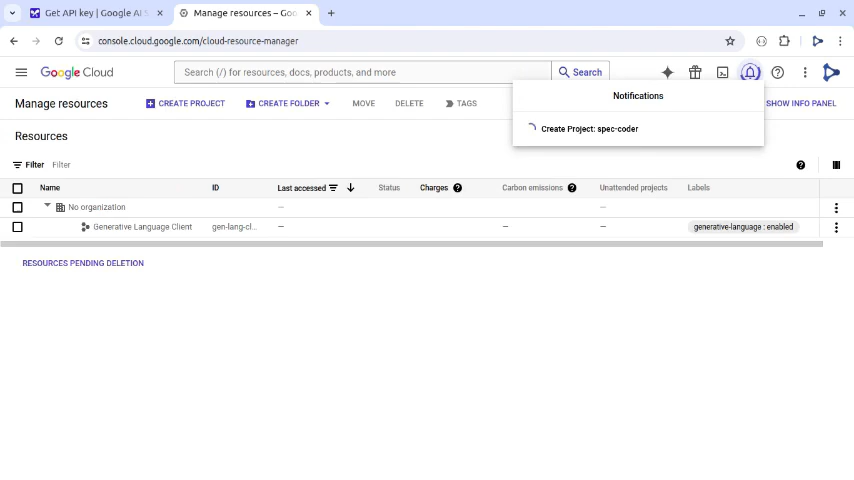 Get API key | Google AI S
Manage resources – Goo
console.cloud.google.com/cloud-resource-manager
Google Cloud
Search (/) for resources, docs, products, and more
Search
Manage resources
CREATE PROJECT
CREATE FOLDER
MOVE
DELETE
TAGS
SHOW INFO PANEL
Notifications
Create Project: spec-coder
Resources
Filter Filter
Name ID Last accessed Status Charges Carbon emissions Unattended projects Labels
No organization — —
Generative Language Client gen-lang-cl... — — — generative-language : enabled
RESOURCES PENDING DELETION